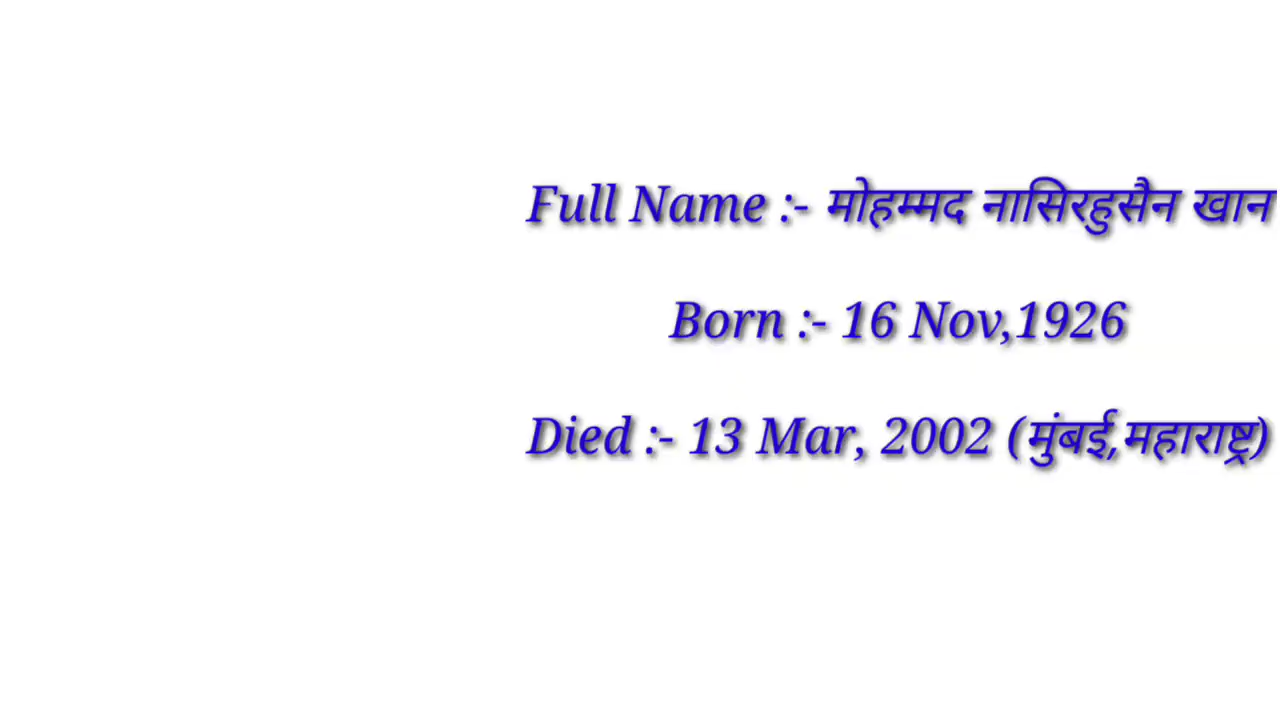 Full Name :- मोहम्मद नासिरहुसैन खान
Born :- 16 Nov,1926
Died :- 13 Mar, 2002 (मुंबई,महाराष्ट्र)